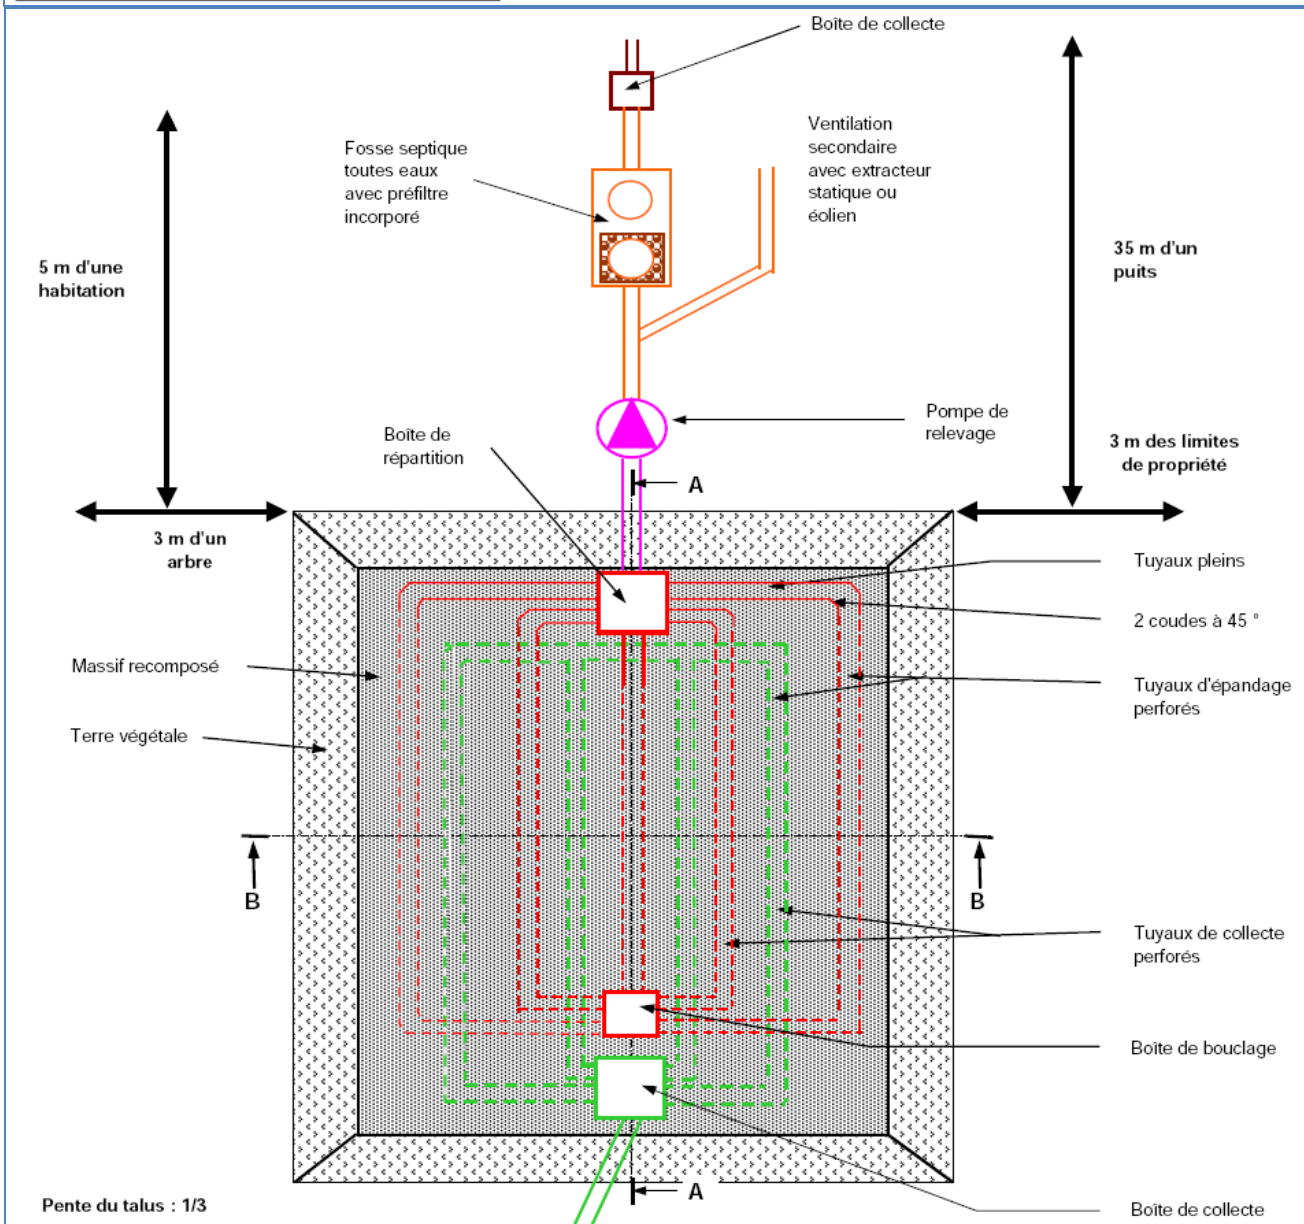 Boîte de collecte
Ventilation
secondaire
avec extracteur
statique ou
éolien
Fosse septique
toutes eaux
avec préfiltre
incorporé
5 m d'une
habitation
35 m d'un
puits
Pompe de
relevage
Boîte de
répartition
3 m des limites
de propriété
A
3 m d'un
arbre
Tuyaux pleins
2 coudes à 45 °
Massif recomposé
Tuyaux d'épandage
perforés
Terre végétale
B
B
Tuyaux de collecte
perforés
Boîte de bouclage
A
Pente du talus : 1/3
Boîte de collecte